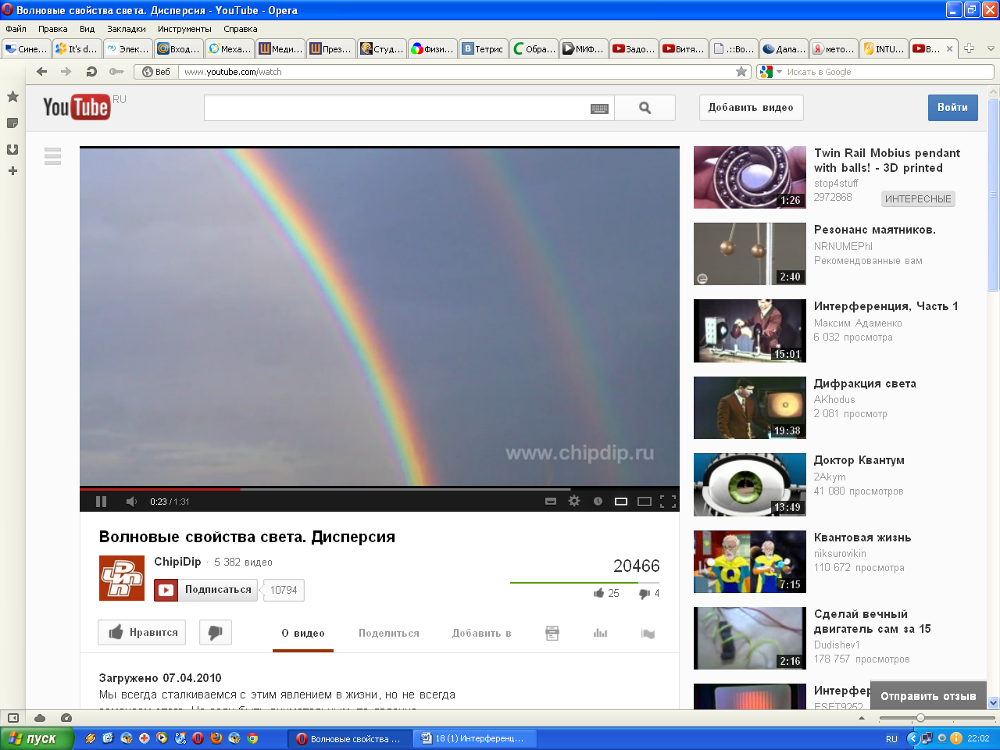 Волновые свойства света. Дисперсия - YouTube - Opera
Файл Правка Вид Закладки Инструменты Справка
Сине... It's d... Элек... Вход... Меха... Меди... През... Студ... Физи... Тетрис Обра... МИФ... Задо... Витя... .::Во... Дала... мето... INTU... В...
Веб www.youtube.com/watch Искать в Google
YouTube RU Добавить видео Войти
www.chipdip.ru
0:23 / 1:31
Волновые свойства света. Дисперсия
ChipiDip · 5 382 видео
Подписаться 10794
20466
25 4
Нравится
О видео Поделиться Добавить в
Загружено 07.04.2010
Мы всегда сталкиваемся с этим явлением в жизни, но не всегда
Twin Rail Mobius pendant
with balls! - 3D printed
stop4stuff
2972868 ИНТЕРЕСНЫЕ
1:26
Резонанс маятников.
NRNUMEPhI
Рекомендованные вам
2:40
Интерференция, Часть 1
Максим Адаменко
6 032 просмотра
15:01
Дифракция света
AKhodus
2 081 просмотр
19:38
Доктор Квантум
2Akym
41 080 просмотров
13:49
Квантовая жизнь
niksurovikin
110 672 просмотра
7:15
Сделай вечный
двигатель сам за 15
Dudishev1
178 757 просмотров
2:16
Интерфер
ESET9252
Отправить отзыв
пуск Волновые свойства ... 18 (1) Интерференц... RU 22:02